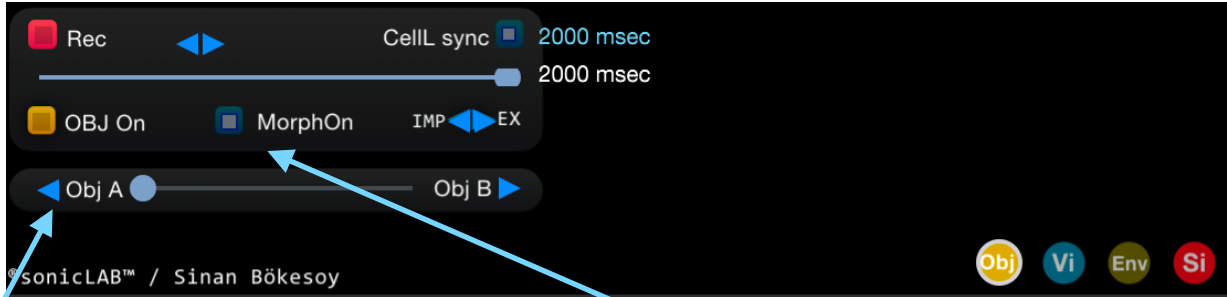 Rec CellL sync 2000 msec
2000 msec
OBJ On MorphOn IMP EX
Obj A Obj B
Obj Vi Env Si
®sonicLAB™ / Sinan Bökesoy